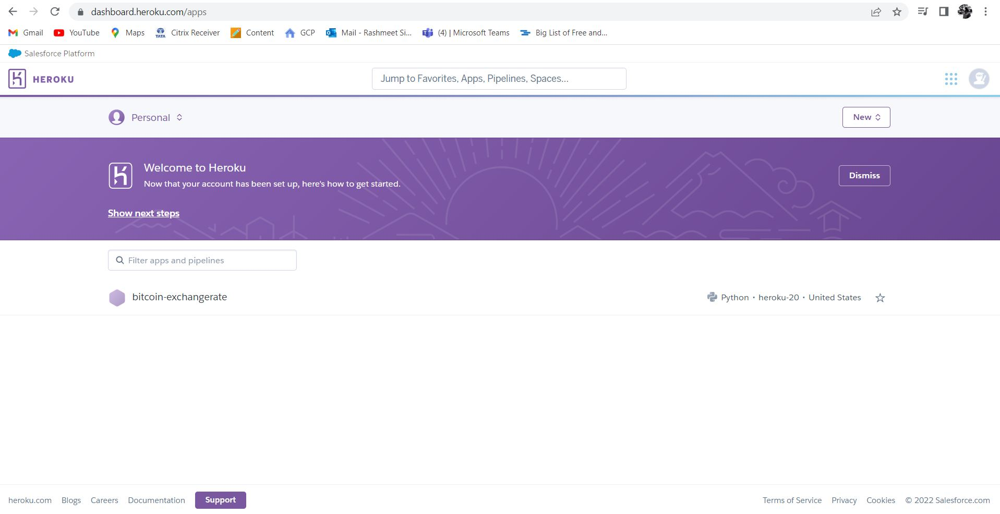 dashboard.heroku.com/apps
Gmail YouTube Maps TATA Citrix Receiver Content GCP Mail - Rashmeet Si... (4) | Microsoft Teams Big List of Free and...
Salesforce Platform
HEROKU Jump to Favorites, Apps, Pipelines, Spaces...
Personal New
Welcome to Heroku
Now that your account has been set up, here's how to get started.
Dismiss
Show next steps
Filter apps and pipelines
bitcoin-exchangerate Python • heroku-20 • United States
heroku.com Blogs Careers Documentation Support Terms of Service Privacy Cookies © 2022 Salesforce.com